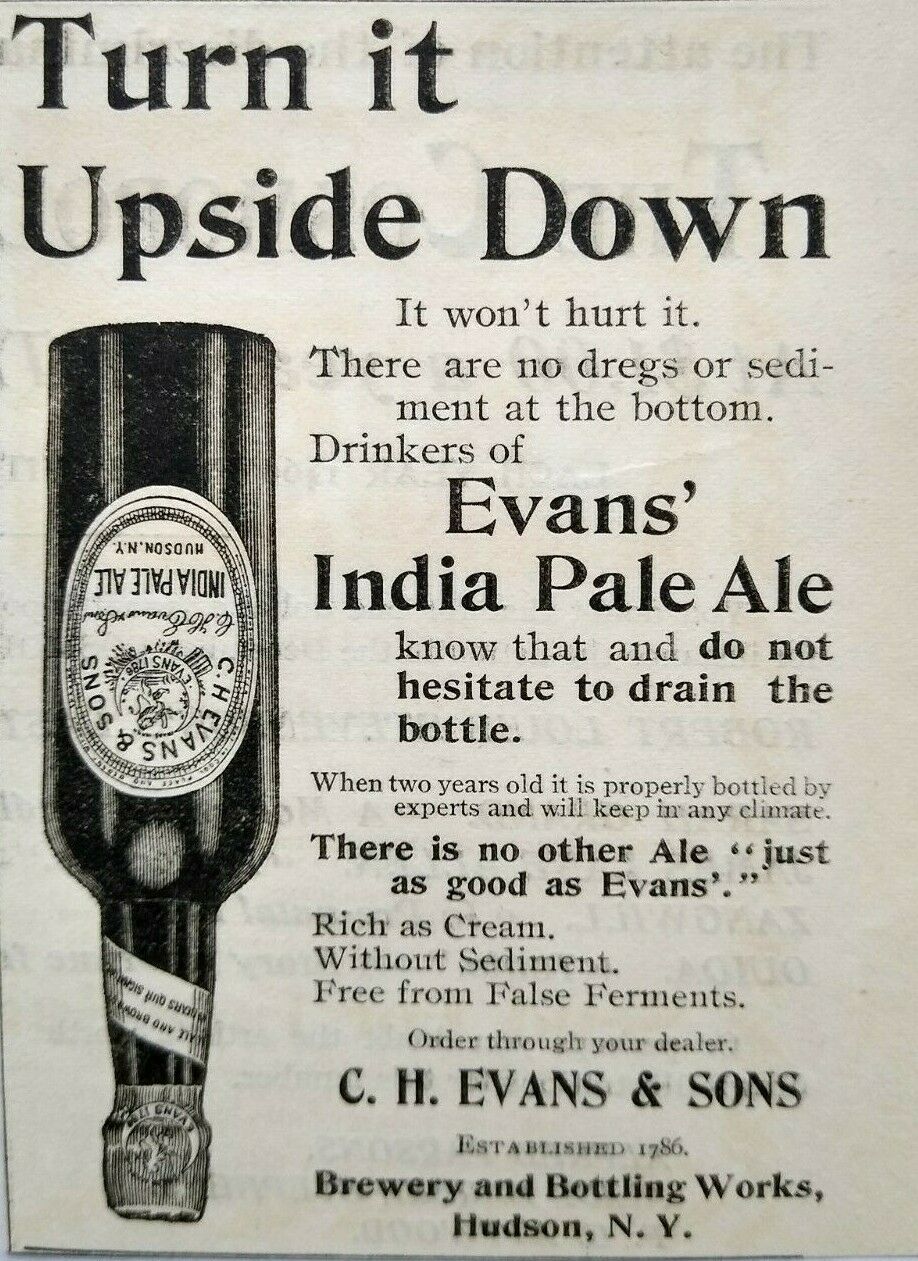 Turn it
Upside Down
It won't hurt it.
There are no dregs or sedi-
ment at the bottom.
Drinkers of
Evans'
India Pale Ale
know that and do not
hesitate to drain the
bottle.
When two years old it is properly bottled by
experts and will keep in any climate.
There is no other Ale "just
as good as Evans'."
Rich as Cream.
Without Sediment.
Free from False Ferments.
Order through your dealer.
C. H. EVANS & SONS
ESTABLISHED 1786.
Brewery and Bottling Works,
Hudson, N. Y.
C. H. EVANS & SONS
EVANS 1786
C. H. Evans & Sons
INDIA PALE ALE
HUDSON. N.Y.